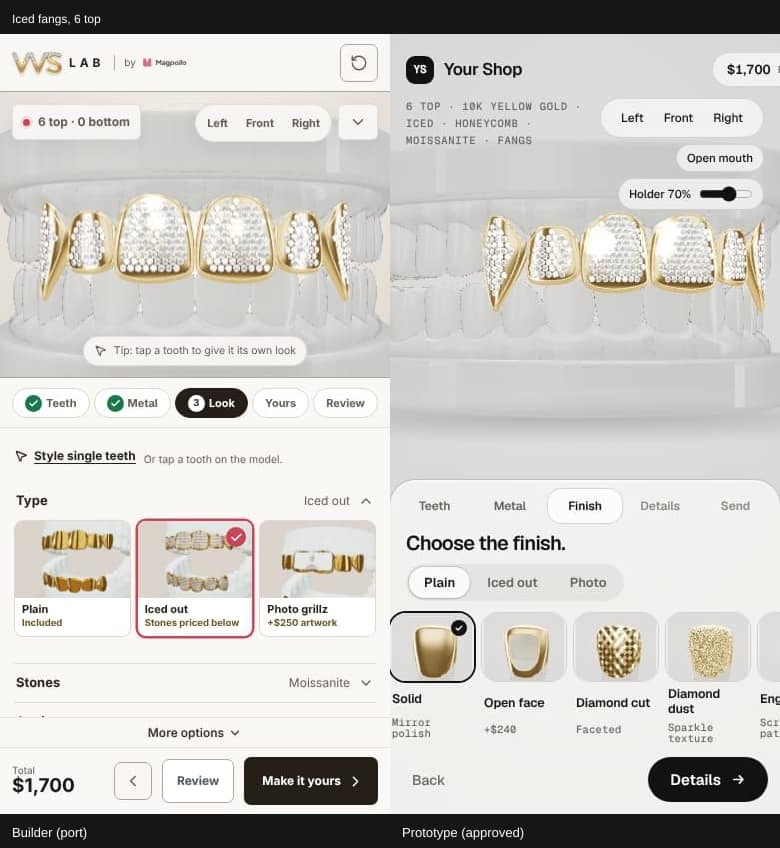 Iced fangs, 6 top
VVS LAB | by Magpollo
6 top · 0 bottom
Left Front Right
Tip: tap a tooth to give it its own look
Teeth
Metal
3 Look
Yours
Review
Style single teeth Or tap a tooth on the model.
Type Iced out
Plain
Included
Iced out
Stones priced below
Photo grillz
+$250 artwork
Stones Moissanite
More options
Total
$1,700
Review
Make it yours
Builder (port)
YS Your Shop
$1,700
6 TOP · 10K YELLOW GOLD ·
ICED · HONEYCOMB ·
MOISSANITE · FANGS
Left Front Right
Open mouth
Holder 70%
Teeth Metal Finish Details Send
Choose the finish.
Plain Iced out Photo
Solid
Mirror
polish
Open face
+$240
Diamond cut
Faceted
Diamond
dust
Sparkle
texture
Back
Details
Prototype (approved)